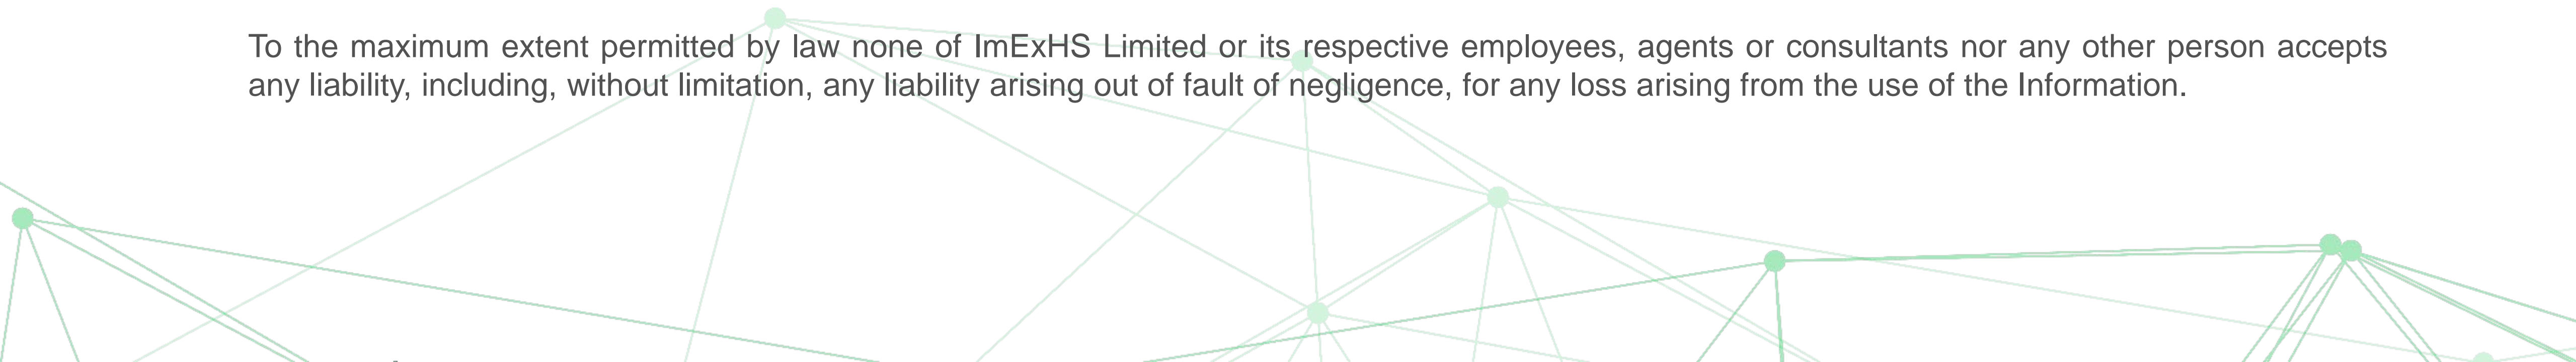 To the maximum extent permitted by law none of ImExHS Limited or its respective employees, agents or consultants nor any other person accepts
any liability, including, without limitation, any liability arising out of fault of negligence, for any loss arising from the use of the Information.